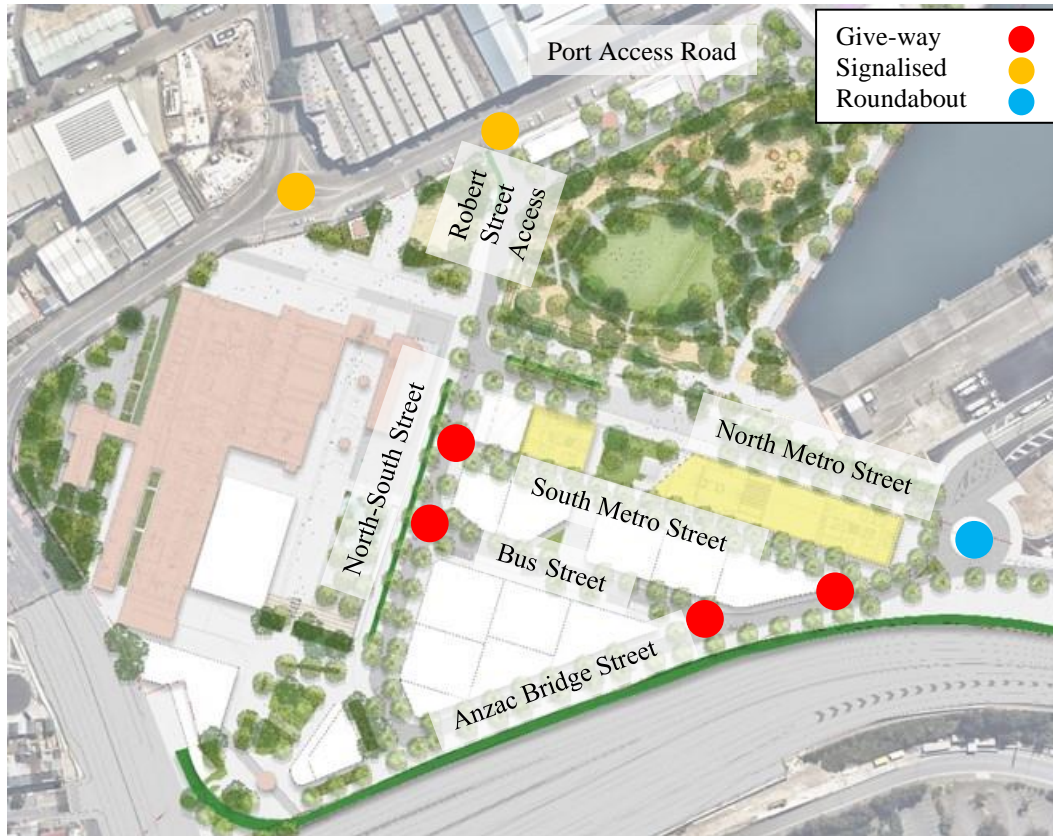 Port Access Road
Give-way
Signalised
Roundabout
Robert
Street
Access
North-South Street
North Metro Street
South Metro Street
Bus Street
Anzac Bridge Street